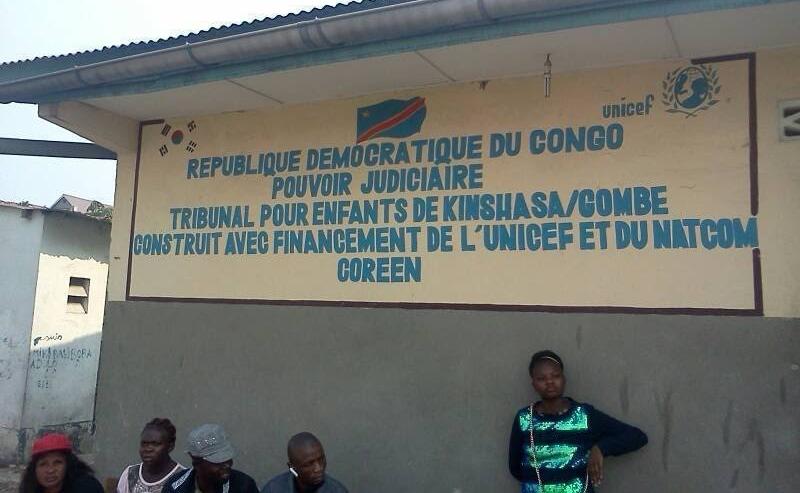 unicef
REPUBLIQUE DEMOCRATIQUE DU CONGO
POUVOIR JUDICIAIRE
TRIBUNAL POUR ENFANTS DE KINSHASA/GOMBE
CONSTRUIT AVEC FINANCEMENT DE L'UNICEF ET DU NATCOM
COREEN